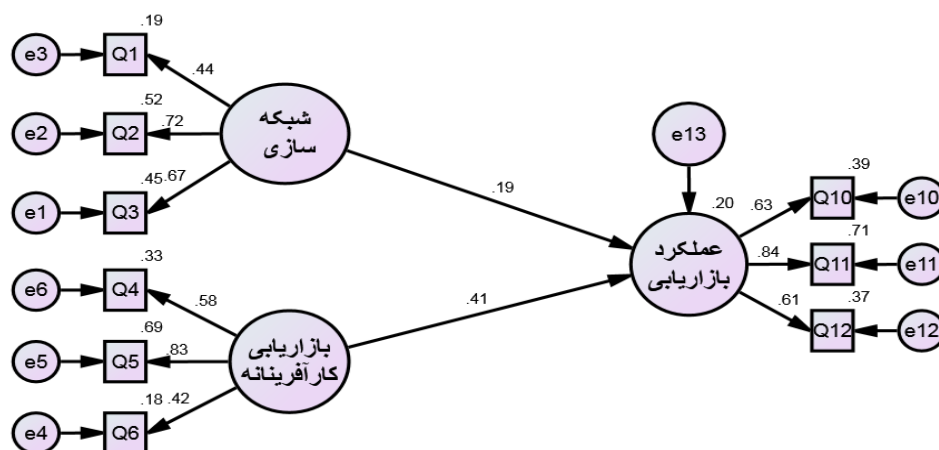 .19
e3
Q1
.44
.52
e2
Q2
.72
شبکه
سازی
.45
.67
e1
Q3
.19
e13
.20
عملکرد
بازاریابی
.39
.63
Q10
e10
.71
.84
Q11
e11
.61
.37
Q12
e12
.33
e6
Q4
.58
.69
e5
Q5
.83
بازاریابی
کارآفرینانه
.41
.18
.42
e4
Q6